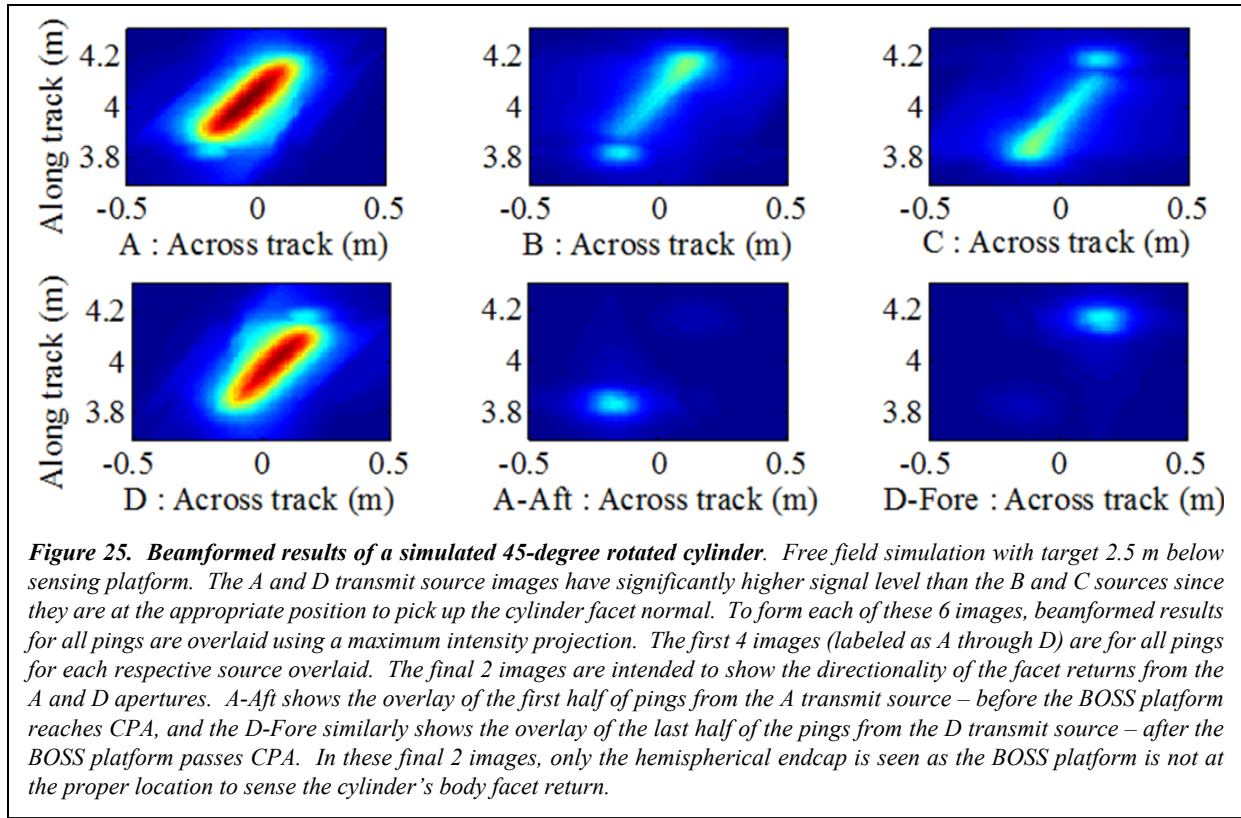 Along track (m)
4.2
4
3.8
-0.5 0 0.5
A : Across track (m)
-0.5 0 0.5
B : Across track (m)
4.2
4
3.8
-0.5 0 0.5
C : Across track (m)
Along track (m)
4.2
4
3.8
-0.5 0 0.5
D : Across track (m)
4.2
4
3.8
-0.5 0 0.5
A-Aft : Across track (m)
4.2
4
3.8
-0.5 0 0.5
D-Fore : Across track (m)
Figure 25. Beamformed results of a simulated 45-degree rotated cylinder. Free field simulation with target 2.5 m below
sensing platform. The A and D transmit source images have significantly higher signal level than the B and C sources since
they are at the appropriate position to pick up the cylinder facet normal. To form each of these 6 images, beamformed results
for all pings are overlaid using a maximum intensity projection. The first 4 images (labeled as A through D) are for all pings
for each respective source overlaid. The final 2 images are intended to show the directionality of the facet returns from the
A and D apertures. A-Aft shows the overlay of the first half of pings from the A transmit source – before the BOSS platform
reaches CPA, and the D-Fore similarly shows the overlay of the last half of the pings from the D transmit source – after the
BOSS platform passes CPA. In these final 2 images, only the hemispherical endcap is seen as the BOSS platform is not at
the proper location to sense the cylinder's body facet return.